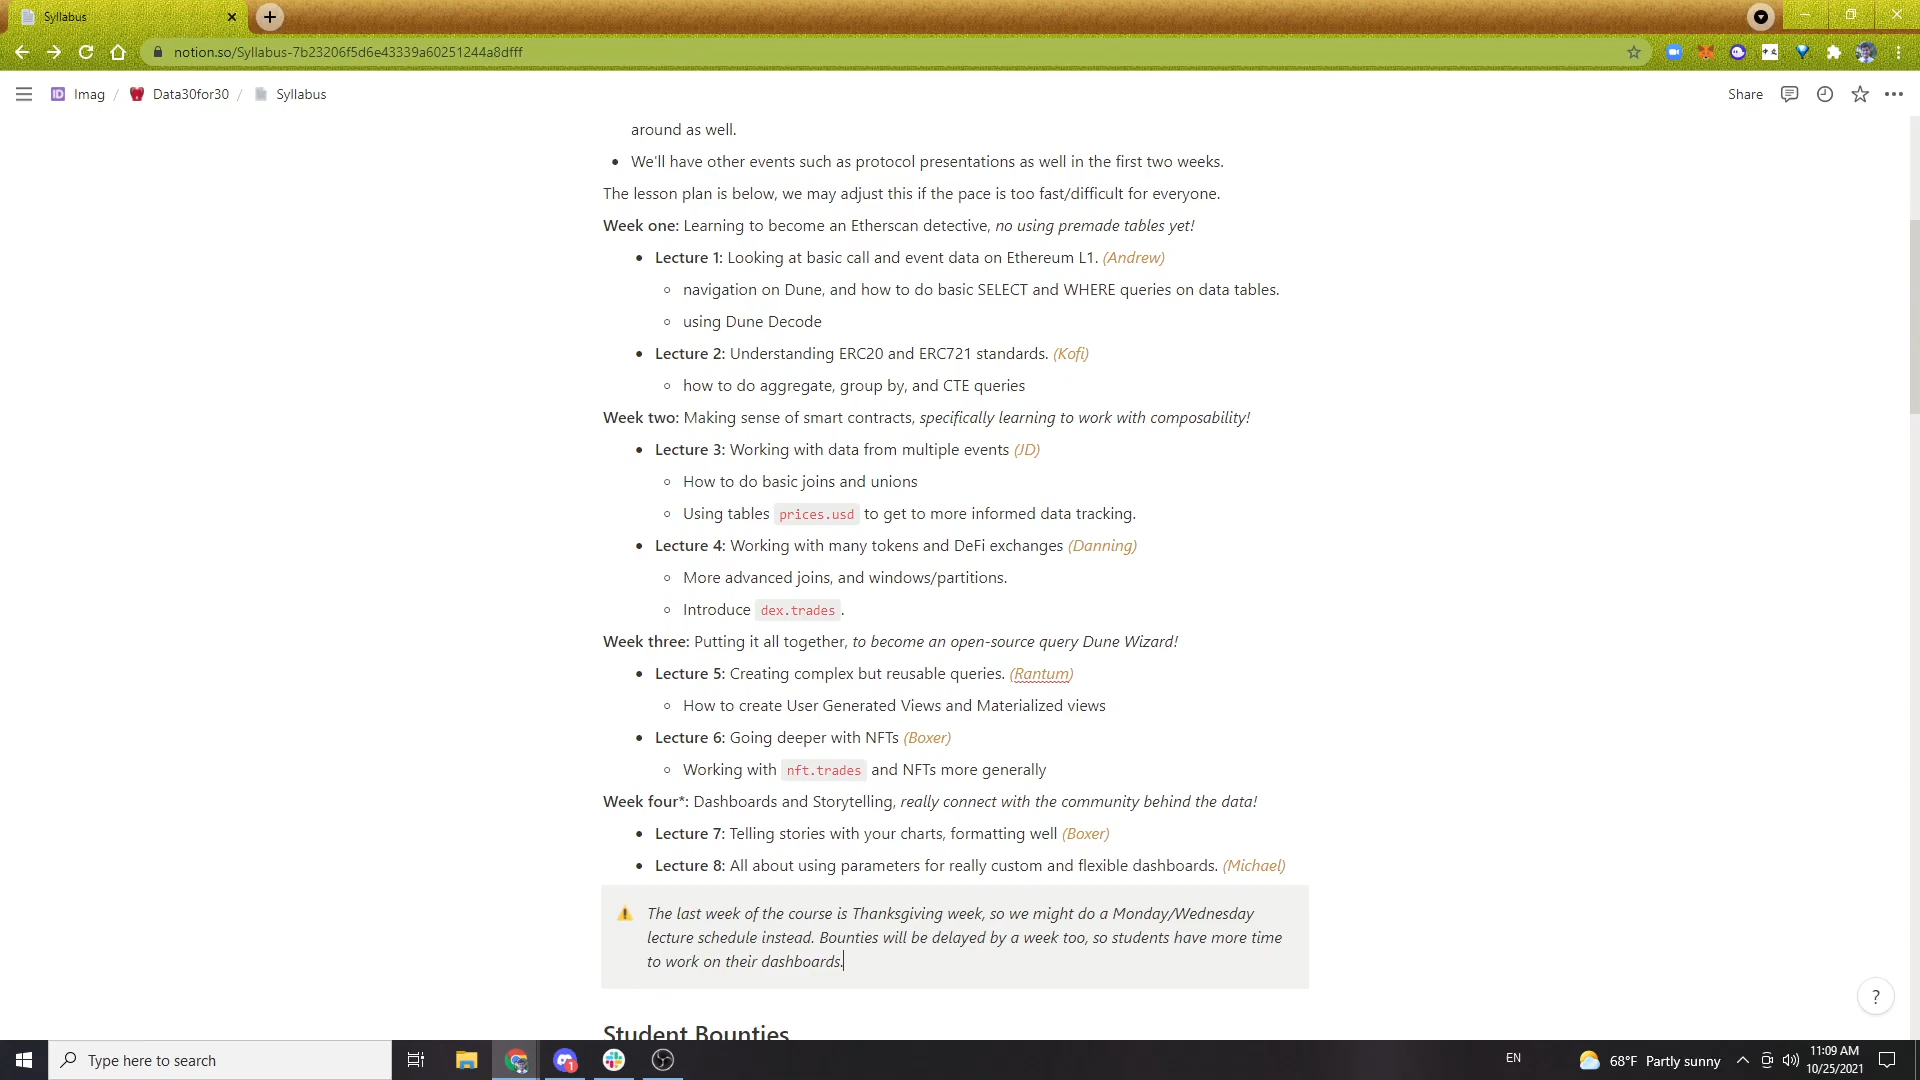 Syllabus
notion.so/Syllabus-7b23206f5d6e43339a60251244a8dfff
Imag / Data30for30 / Syllabus
Share
around as well.
• We'll have other events such as protocol presentations as well in the first two weeks.
The lesson plan is below, we may adjust this if the pace is too fast/difficult for everyone.
Week one: Learning to become an Etherscan detective, no using premade tables yet!
• Lecture 1: Looking at basic call and event data on Ethereum L1. (Andrew)
◦ navigation on Dune, and how to do basic SELECT and WHERE queries on data tables.
◦ using Dune Decode
• Lecture 2: Understanding ERC20 and ERC721 standards. (Kofi)
◦ how to do aggregate, group by, and CTE queries
Week two: Making sense of smart contracts, specifically learning to work with composability!
• Lecture 3: Working with data from multiple events (JD)
◦ How to do basic joins and unions
◦ Using tables prices.usd to get to more informed data tracking.
• Lecture 4: Working with many tokens and DeFi exchanges (Danning)
◦ More advanced joins, and windows/partitions.
◦ Introduce dex.trades.
Week three: Putting it all together, to become an open-source query Dune Wizard!
• Lecture 5: Creating complex but reusable queries. (Rantum)
◦ How to create User Generated Views and Materialized views
• Lecture 6: Going deeper with NFTs (Boxer)
◦ Working with nft.trades and NFTs more generally
Week four*: Dashboards and Storytelling, really connect with the community behind the data!
• Lecture 7: Telling stories with your charts, formatting well (Boxer)
• Lecture 8: All about using parameters for really custom and flexible dashboards. (Michael)
The last week of the course is Thanksgiving week, so we might do a Monday/Wednesday
lecture schedule instead. Bounties will be delayed by a week too, so students have more time
to work on their dashboards.
?
Student Bounties
Type here to search
1
EN
68°F Partly sunny
11:09 AM
10/25/2021